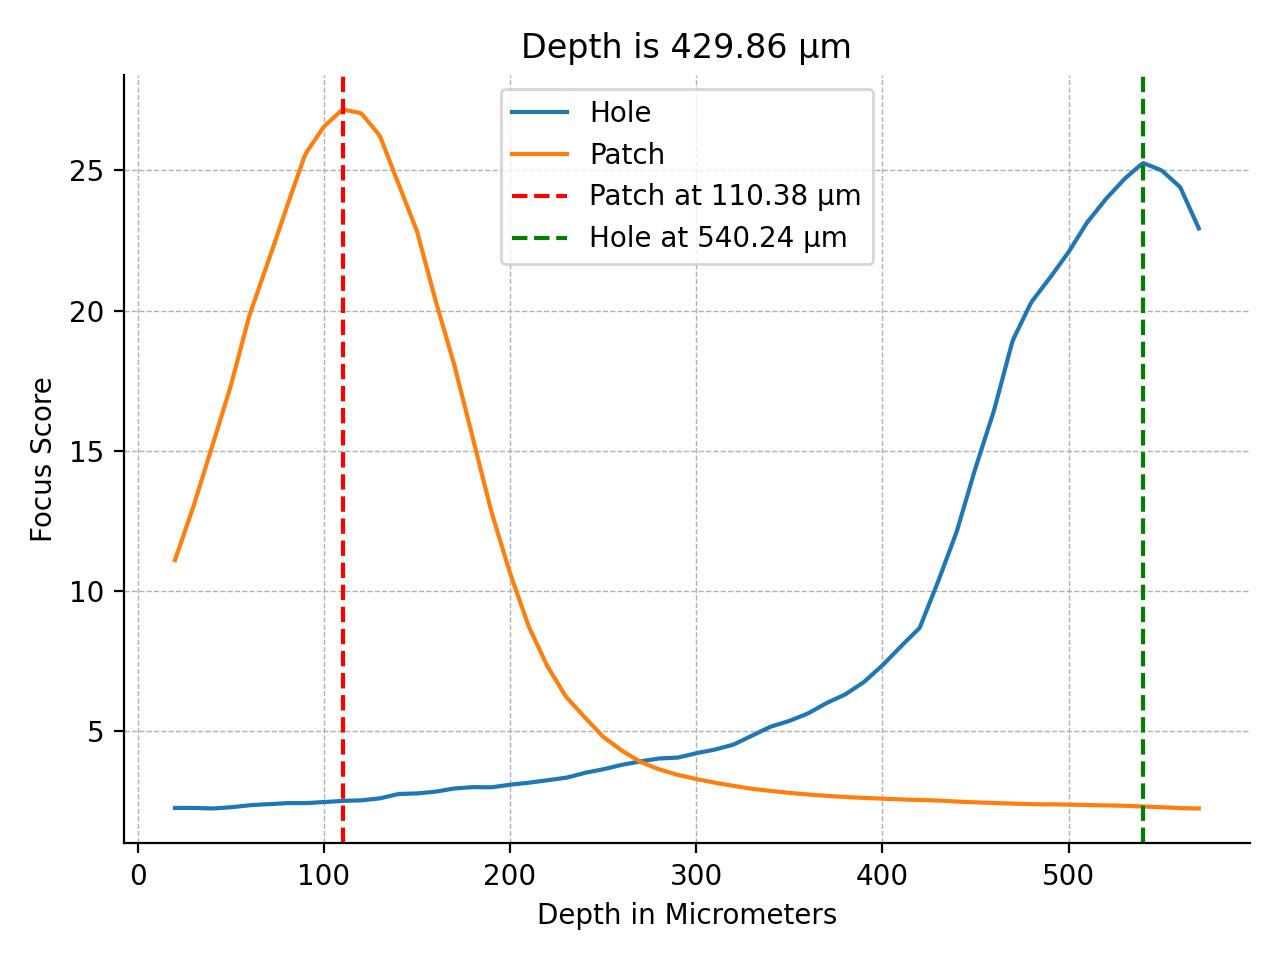 Depth is 429.86 µm
Hole
Patch
Patch at 110.38 µm
Hole at 540.24 µm
Focus Score
25
20
15
10
5
0 100 200 300 400 500
Depth in Micrometers